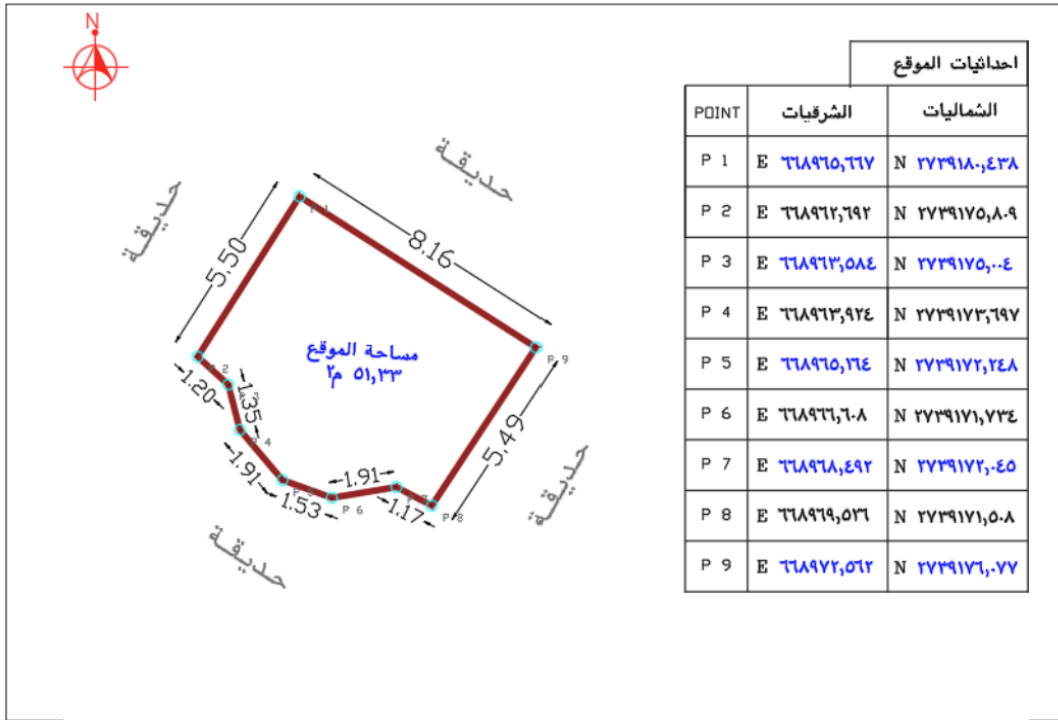 N
احداثيات الموقع
POINT الشرقيات الشماليات
P 1 E ٦٦٨٩٦٥,٦٦٧ N ٢٧٣٩١٨٠,٤٣٨
P 2 E ٦٦٨٩٦٢,٦٩٢ N ٢٧٣٩١٧٥,٨٠٩
P 3 E ٦٦٨٩٦٣,٥٨٤ N ٢٧٣٩١٧٥,٠٠٤
P 4 E ٦٦٨٩٦٣,٩٢٤ N ٢٧٣٩١٧٣,٦٩٧
P 5 E ٦٦٨٩٦٥,١٦٤ N ٢٧٣٩١٧٢,٢٤٨
P 6 E ٦٦٨٩٦٦,٦٠٨ N ٢٧٣٩١٧١,٧٣٤
P 7 E ٦٦٨٩٦٨,٤٩٢ N ٢٧٣٩١٧٢,٠٤٥
P 8 E ٦٦٨٩٦٩,٥٢٦ N ٢٧٣٩١٧١,٥٠٨
P 9 E ٦٦٨٩٧٢,٥٦٢ N ٢٧٣٩١٧٦,٠٧٧
حديقة
حديقة
8.16
5.50
P 9
مساحة الموقع
٥١,٣٣ م٢
1.20
1.35
5.49
1.91
1.91
1.53
P 6
1.17
P 8
حديقة
حديقة